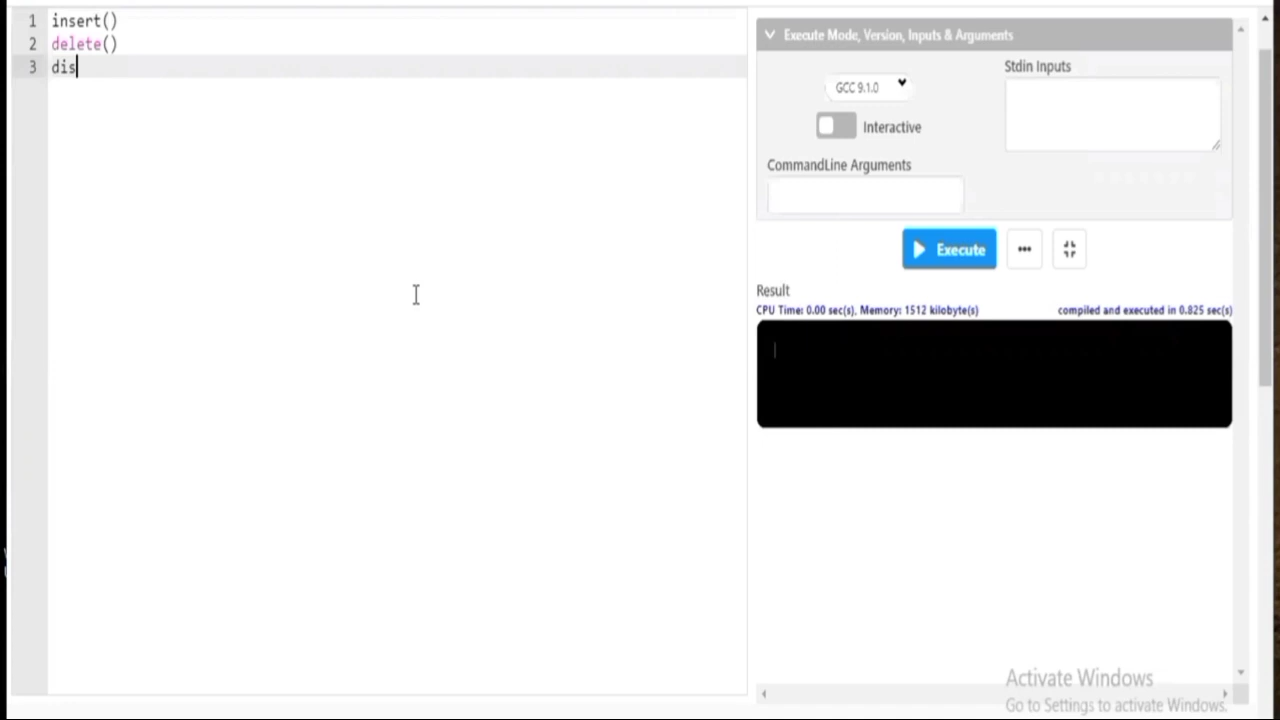 1 insert()
2 delete()
3 dis
Execute Mode, Version, Inputs & Arguments
GCC 9.1.0
Stdin Inputs
Interactive
CommandLine Arguments
Execute
•••
Result
CPU Time: 0.00 sec(s), Memory: 1512 kilobyte(s)
compiled and executed in 0.825 sec(s)
Activate Windows
Go to Settings to activate Windows.